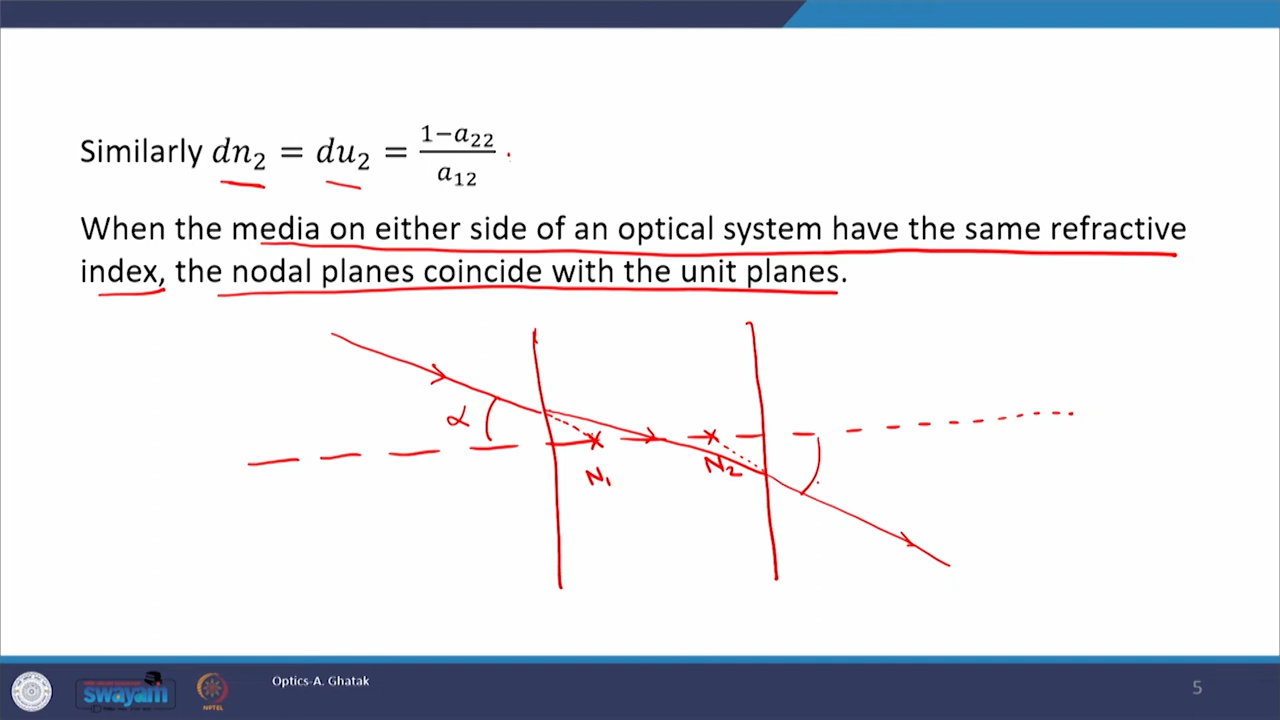 Similarly dn₂ = du₂ = (1−a₂₂)/a₁₂
When the media on either side of an optical system have the same refractive
index, the nodal planes coincide with the unit planes.
α
N₁ N₂
Optics-A. Ghatak
5
swayam
NPTEL